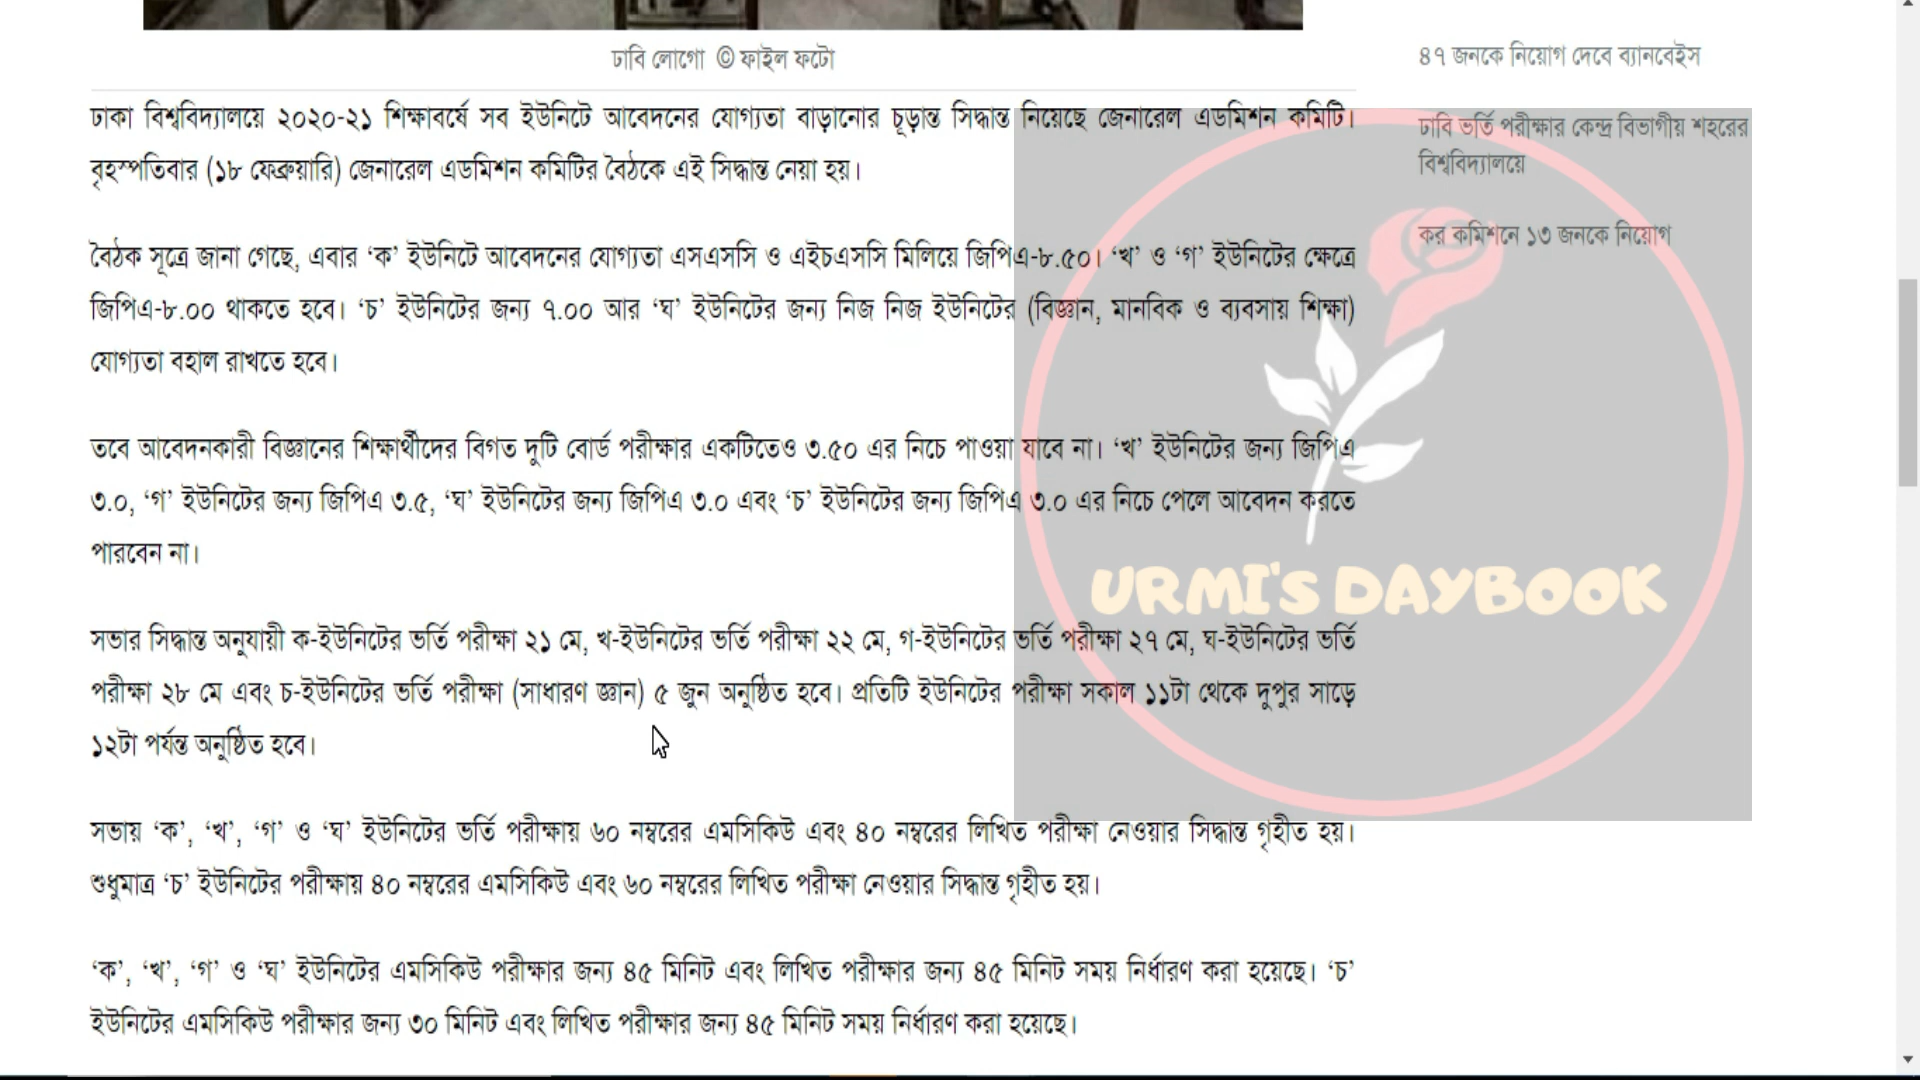 ঢাবি লোগো © ফাইল ফটো
ঢাকা বিশ্ববিদ্যালয়ে ২০২০-২১ শিক্ষাবর্ষে সব ইউনিটে আবেদনের যোগ্যতা বাড়ানোর চূড়ান্ত সিদ্ধান্ত নিয়েছে জেনারেল এডমিশন কমিটি।
বৃহস্পতিবার (১৮ ফেব্রুয়ারি) জেনারেল এডমিশন কমিটির বৈঠকে এই সিদ্ধান্ত নেয়া হয়।
বৈঠক সূত্রে জানা গেছে, এবার ‘ক’ ইউনিটে আবেদনের যোগ্যতা এসএসসি ও এইচএসসি মিলিয়ে জিপিএ-৮.৫০। ‘খ’ ও ‘গ’ ইউনিটের ক্ষেত্রে
জিপিএ-৮.০০ থাকতে হবে। ‘চ’ ইউনিটের জন্য ৭.০০ আর ‘ঘ’ ইউনিটের জন্য নিজ নিজ ইউনিটের (বিজ্ঞান, মানবিক ও ব্যবসায় শিক্ষা)
যোগ্যতা বহাল রাখতে হবে।
তবে আবেদনকারী বিজ্ঞানের শিক্ষার্থীদের বিগত দুটি বোর্ড পরীক্ষার একটিতেও ৩.৫০ এর নিচে পাওয়া যাবে না। ‘খ’ ইউনিটের জন্য জিপিএ
৩.০, ‘গ’ ইউনিটের জন্য জিপিএ ৩.৫, ‘ঘ’ ইউনিটের জন্য জিপিএ ৩.০ এবং ‘চ’ ইউনিটের জন্য জিপিএ ৩.০ এর নিচে পেলে আবেদন করতে
পারবেন না।
সভার সিদ্ধান্ত অনুযায়ী ক-ইউনিটের ভর্তি পরীক্ষা ২১ মে, খ-ইউনিটের ভর্তি পরীক্ষা ২২ মে, গ-ইউনিটের ভর্তি পরীক্ষা ২৭ মে, ঘ-ইউনিটের ভর্তি
পরীক্ষা ২৮ মে এবং চ-ইউনিটের ভর্তি পরীক্ষা (সাধারণ জ্ঞান) ৫ জুন অনুষ্ঠিত হবে। প্রতিটি ইউনিটের পরীক্ষা সকাল ১১টা থেকে দুপুর সাড়ে
১২টা পর্যন্ত অনুষ্ঠিত হবে।
সভায় ‘ক’, ‘খ’, ‘গ’ ও ‘ঘ’ ইউনিটের ভর্তি পরীক্ষায় ৬০ নম্বরের এমসিকিউ এবং ৪০ নম্বরের লিখিত পরীক্ষা নেওয়ার সিদ্ধান্ত গৃহীত হয়।
শুধুমাত্র ‘চ’ ইউনিটের পরীক্ষায় ৪০ নম্বরের এমসিকিউ এবং ৬০ নম্বরের লিখিত পরীক্ষা নেওয়ার সিদ্ধান্ত গৃহীত হয়।
‘ক’, ‘খ’, ‘গ’ ও ‘ঘ’ ইউনিটের এমসিকিউ পরীক্ষার জন্য ৪৫ মিনিট এবং লিখিত পরীক্ষার জন্য ৪৫ মিনিট সময় নির্ধারণ করা হয়েছে। ‘চ’
ইউনিটের এমসিকিউ পরীক্ষার জন্য ৩০ মিনিট এবং লিখিত পরীক্ষার জন্য ৪৫ মিনিট সময় নির্ধারণ করা হয়েছে।
৪৭ জনকে নিয়োগ দেবে ব্যানবেইস
ঢাবি ভর্তি পরীক্ষার কেন্দ্র বিভাগীয় শহরের
বিশ্ববিদ্যালয়ে
কর কমিশনে ১৩ জনকে নিয়োগ
URMI'S DAYBOOK